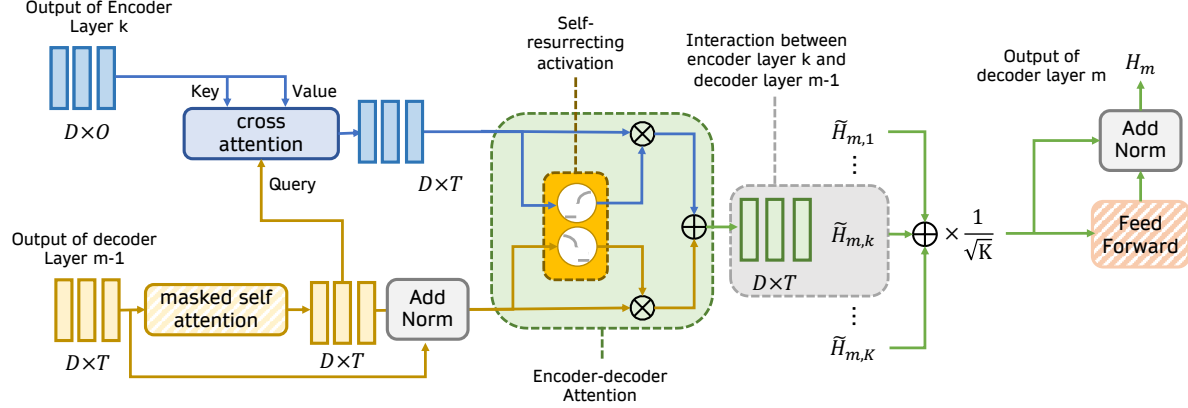 Output of Encoder
Layer k
D×O
Key
Value
cross
attention
Query
D×T
Output of decoder
Layer m-1
D×T
masked self
attention
D×T
Add
Norm
Self-
resurrecting
activation
Encoder-decoder
Attention
Interaction between
encoder layer k and
decoder layer m-1
D×T
H̃m,1
⋮
H̃m,k
⋮
H̃m,K
× 1/√K
Output of
decoder layer m
Hm
Add
Norm
Feed
Forward